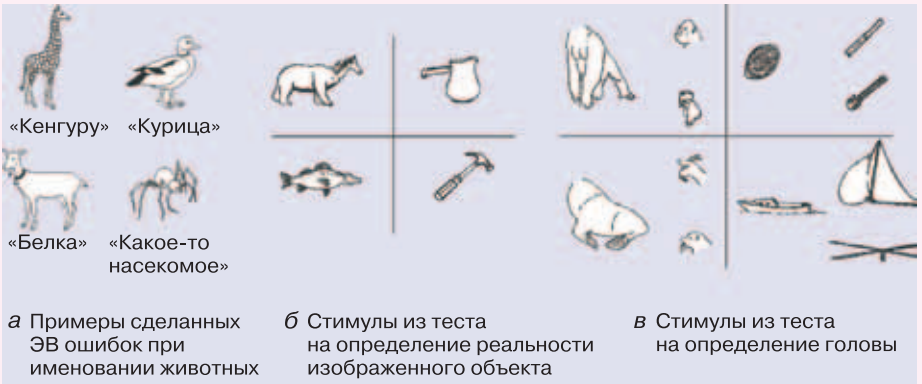 «Кенгуру» «Курица»
«Белка» «Какое-то
насекомое»
а Примеры сделанных
ЭВ ошибок при
именовании животных
б Стимулы из теста
на определение реальности
изображенного объекта
в Стимулы из теста
на определение головы